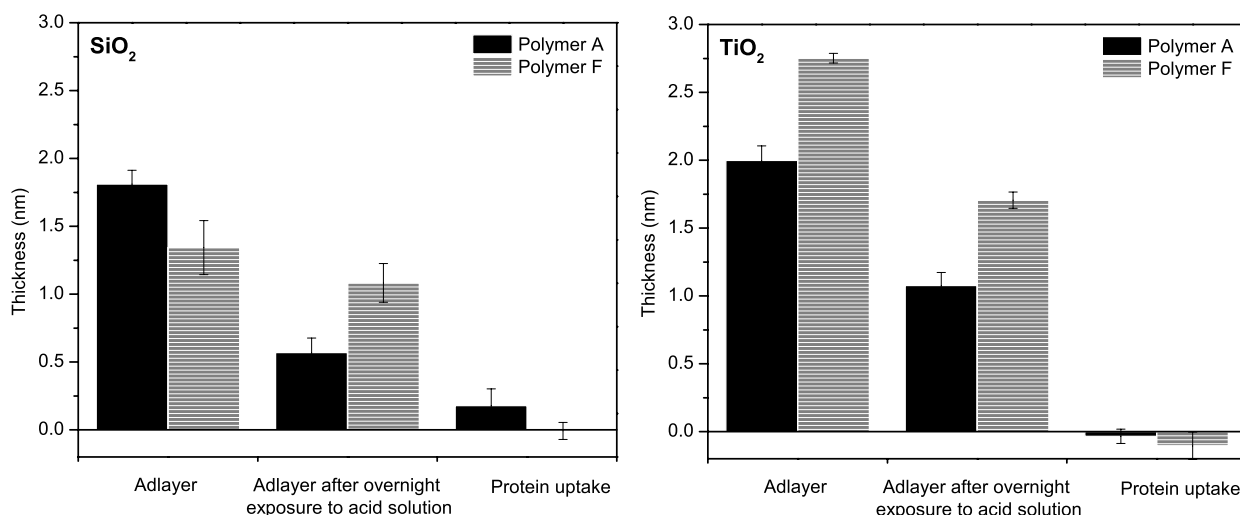 SiO2
Polymer A
Polymer F
Thickness (nm)
3.0
2.5
2.0
1.5
1.0
0.5
0.0
Adlayer
Adlayer after overnight
exposure to acid solution
Protein uptake
TiO2
Polymer A
Polymer F
Thickness (nm)
3.0
2.5
2.0
1.5
1.0
0.5
0.0
Adlayer
Adlayer after overnight
exposure to acid solution
Protein uptake